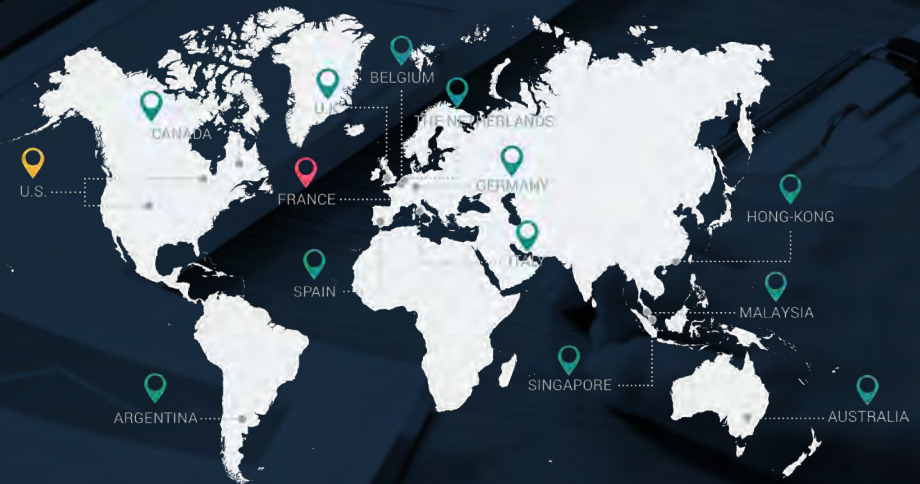 BELGIUM
U.K
THE NETHERLANDS
CANADA
GERMANY
U.S.
FRANCE
HONG-KONG
ITALY
SPAIN
MALAYSIA
SINGAPORE
ARGENTINA
AUSTRALIA